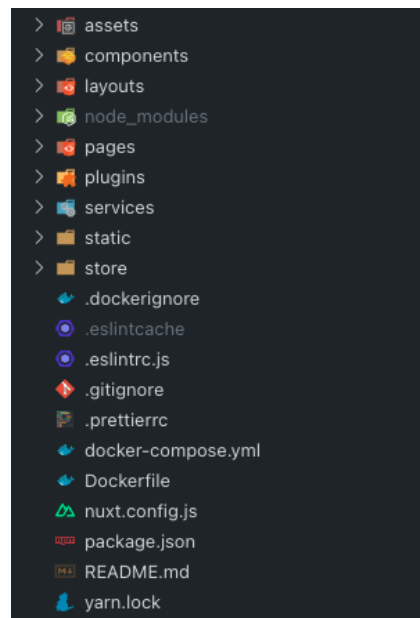 assets
components
layouts
node_modules
pages
plugins
services
static
store
.dockerignore
.eslintcache
.eslintrc.js
.gitignore
.prettierrc
docker-compose.yml
Dockerfile
nuxt.config.js
package.json
README.md
yarn.lock